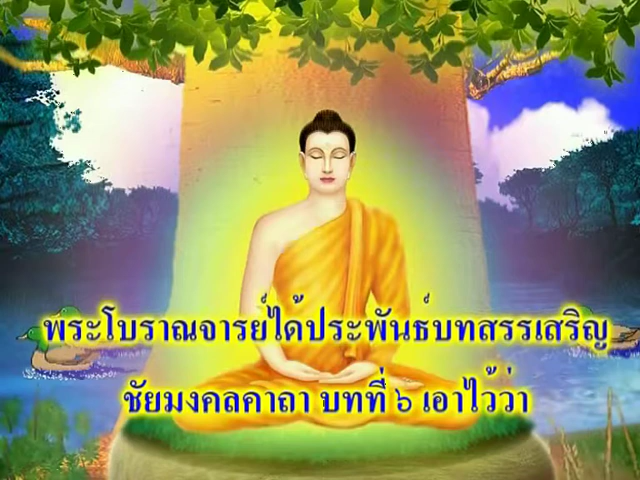 พระโบราณจารย์ได้ประพันธ์บทสรรเสริญ
ชัยมงคลคาถา บทที่ ๖ เอาไว้ว่า